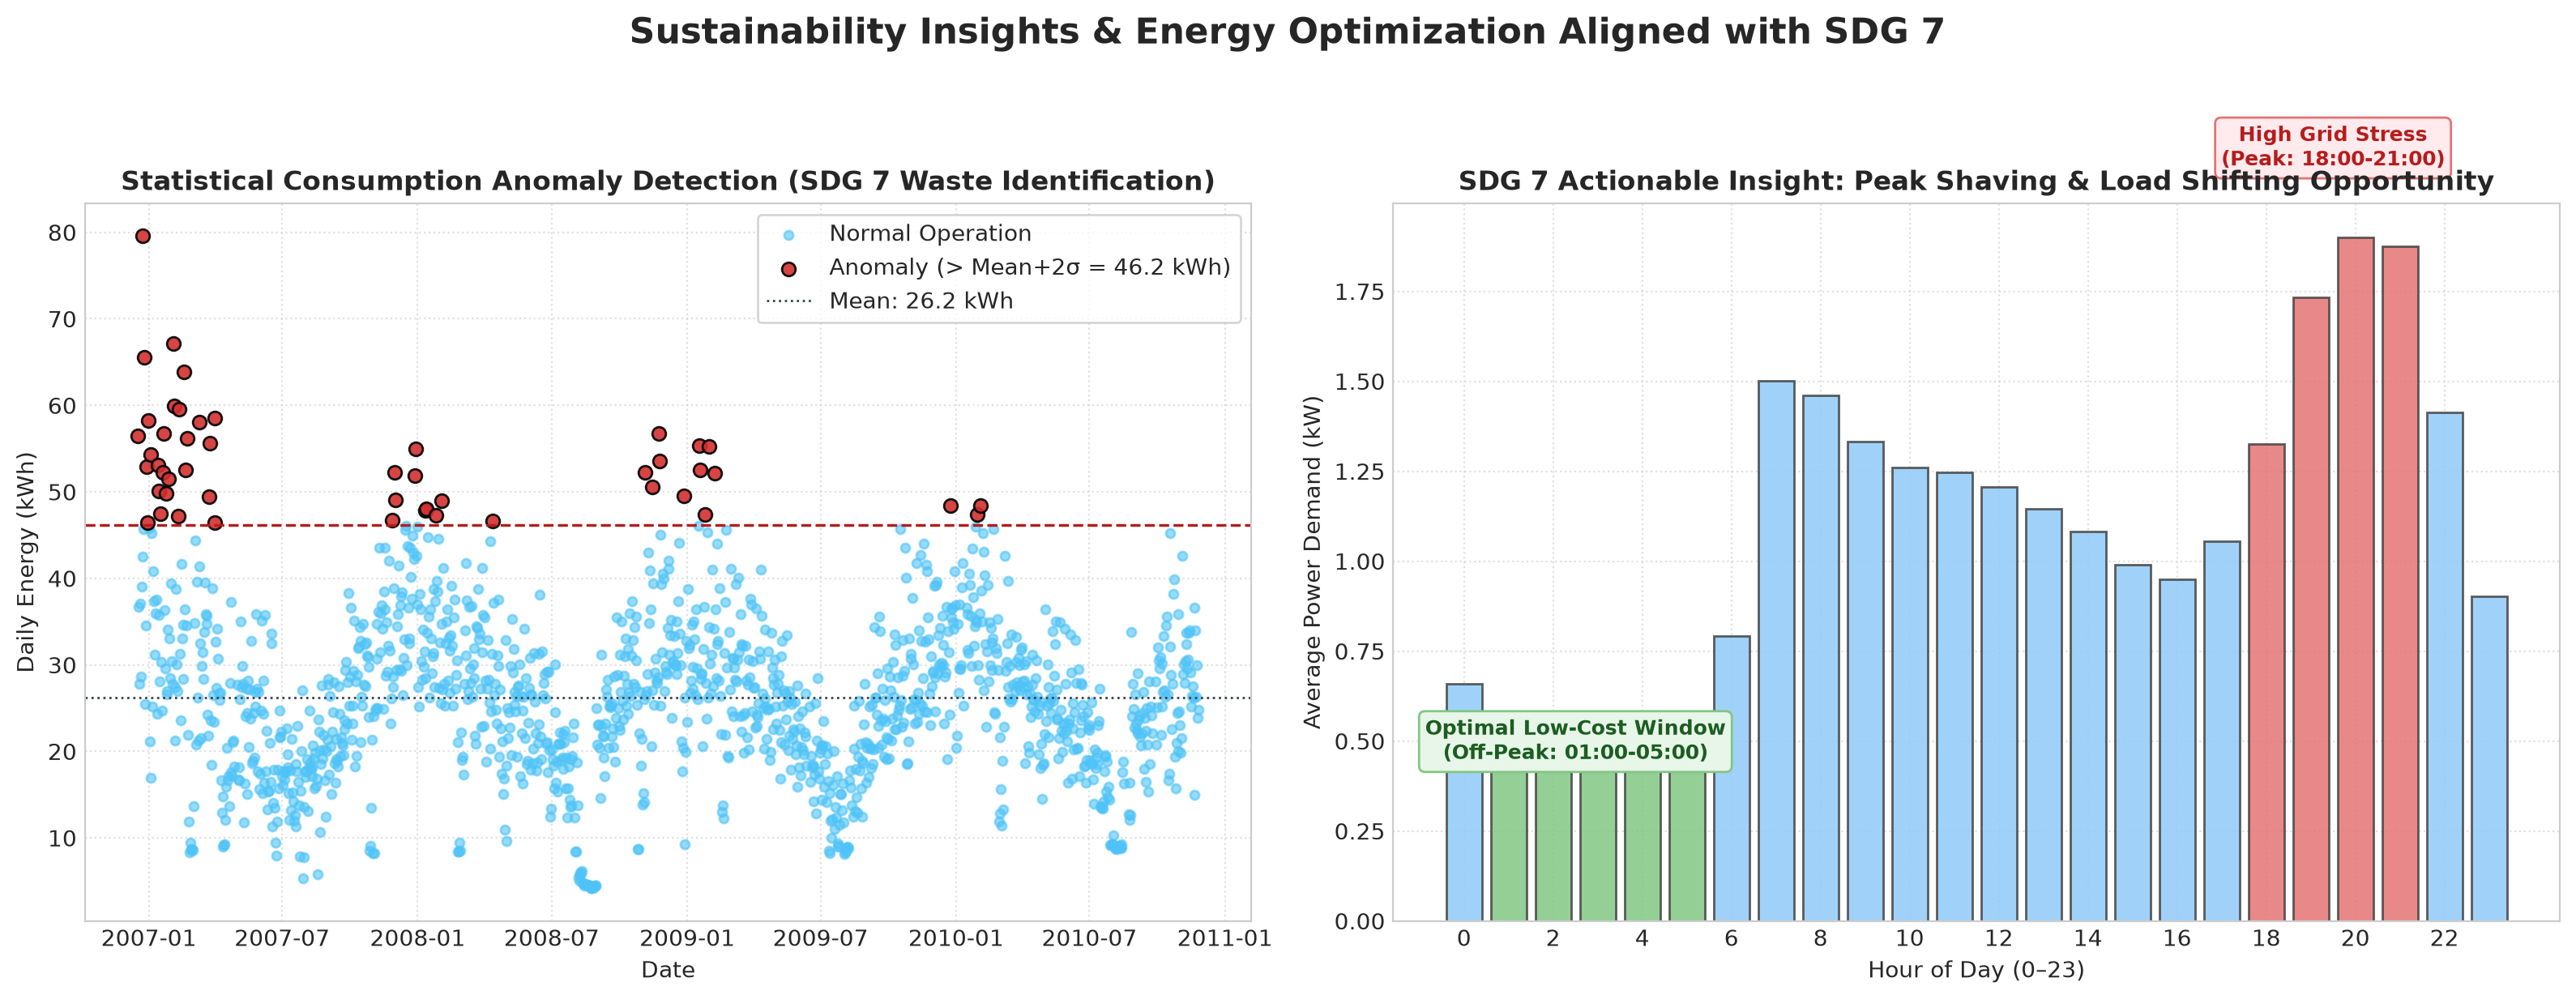 Sustainability Insights & Energy Optimization Aligned with SDG 7
Statistical Consumption Anomaly Detection (SDG 7 Waste Identification)
Normal Operation
Anomaly (> Mean+2σ = 46.2 kWh)
Mean: 26.2 kWh
Daily Energy (kWh)
80
70
60
50
40
30
20
10
2007-01 2007-07 2008-01 2008-07 2009-01 2009-07 2010-01 2010-07 2011-01
Date
High Grid Stress
(Peak: 18:00-21:00)
SDG 7 Actionable Insight: Peak Shaving & Load Shifting Opportunity
Average Power Demand (kW)
1.75
1.50
1.25
1.00
0.75
0.50
0.25
0.00
Optimal Low-Cost Window
(Off-Peak: 01:00-05:00)
0 2 4 6 8 10 12 14 16 18 20 22
Hour of Day (0–23)